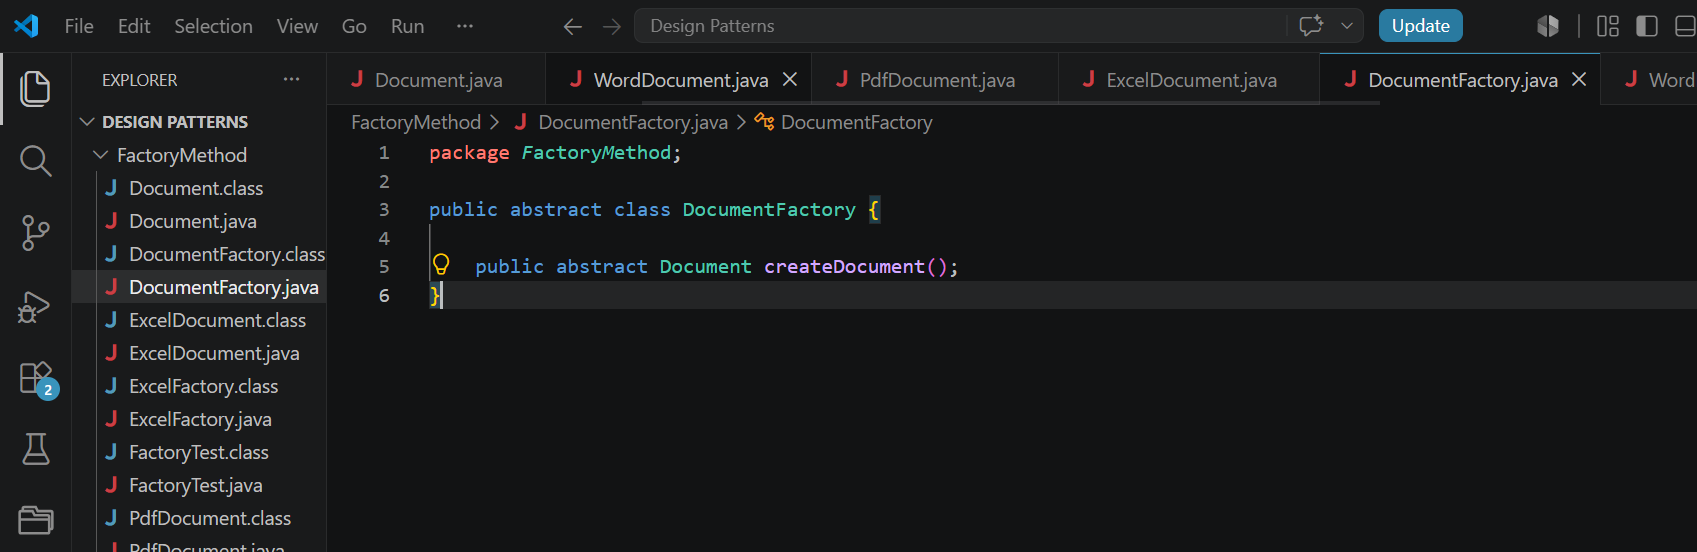 File Edit Selection View Go Run ···
Design Patterns
Update
EXPLORER ···
Document.java
WordDocument.java
PdfDocument.java
ExcelDocument.java
DocumentFactory.java
Word
DESIGN PATTERNS
FactoryMethod
Document.class
Document.java
DocumentFactory.class
DocumentFactory.java
ExcelDocument.class
ExcelDocument.java
ExcelFactory.class
ExcelFactory.java
FactoryTest.class
FactoryTest.java
PdfDocument.class
PdfDocument.java
2
FactoryMethod > DocumentFactory.java > DocumentFactory
1 package FactoryMethod;
2
3 public abstract class DocumentFactory {
4
5 public abstract Document createDocument();
6 }